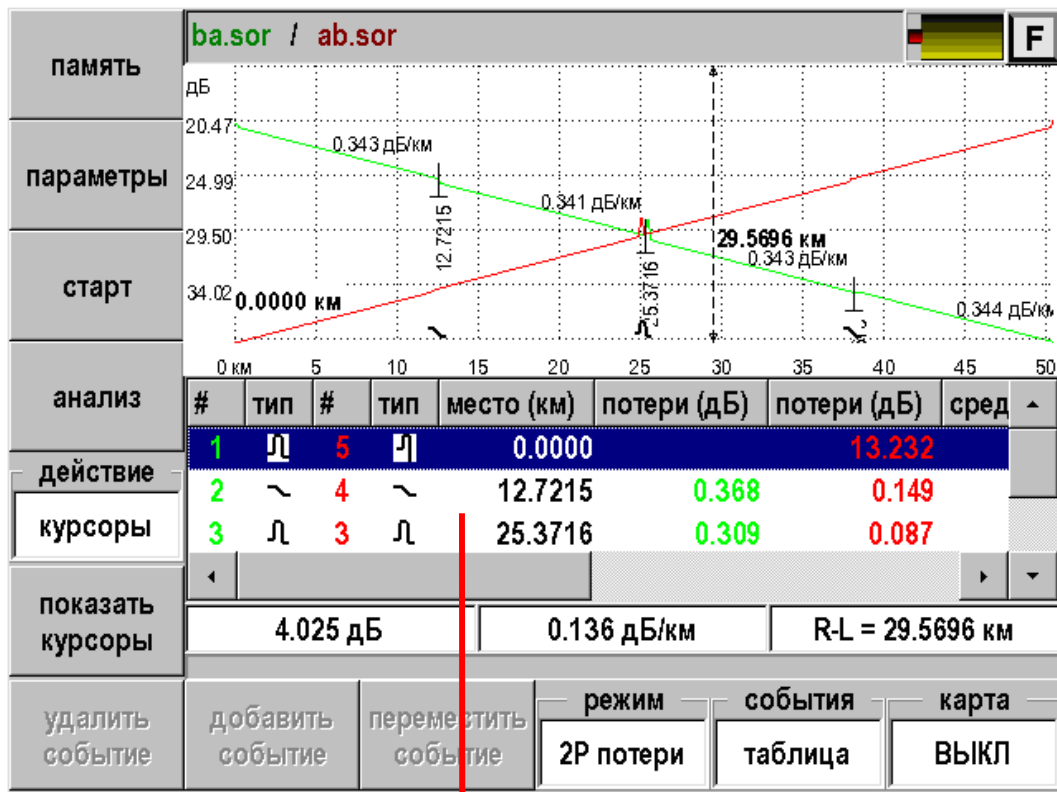 память
параметры
старт
анализ
действие
курсоры
показать
курсоры
удалить
событие
ba.sor / ab.sor
F
дБ
20.47
24.99
29.50
34.02
0.343 дБ/км
0.341 дБ/км
0.343 дБ/км
0.344 дБ/км
12.7215
25.3716
29.5696 км
0.0000 км
0 км 5 10 15 20 25 30 35 40 45 50
# тип # тип место (км) потери (дБ) потери (дБ) сред
1 5 0.0000 13.232
2 4 12.7215 0.368 0.149
3 3 25.3716 0.309 0.087
4.025 дБ 0.136 дБ/км R-L = 29.5696 км
добавить
событие
переместить
событие
режим
2P потери
события
таблица
карта
ВЫКЛ